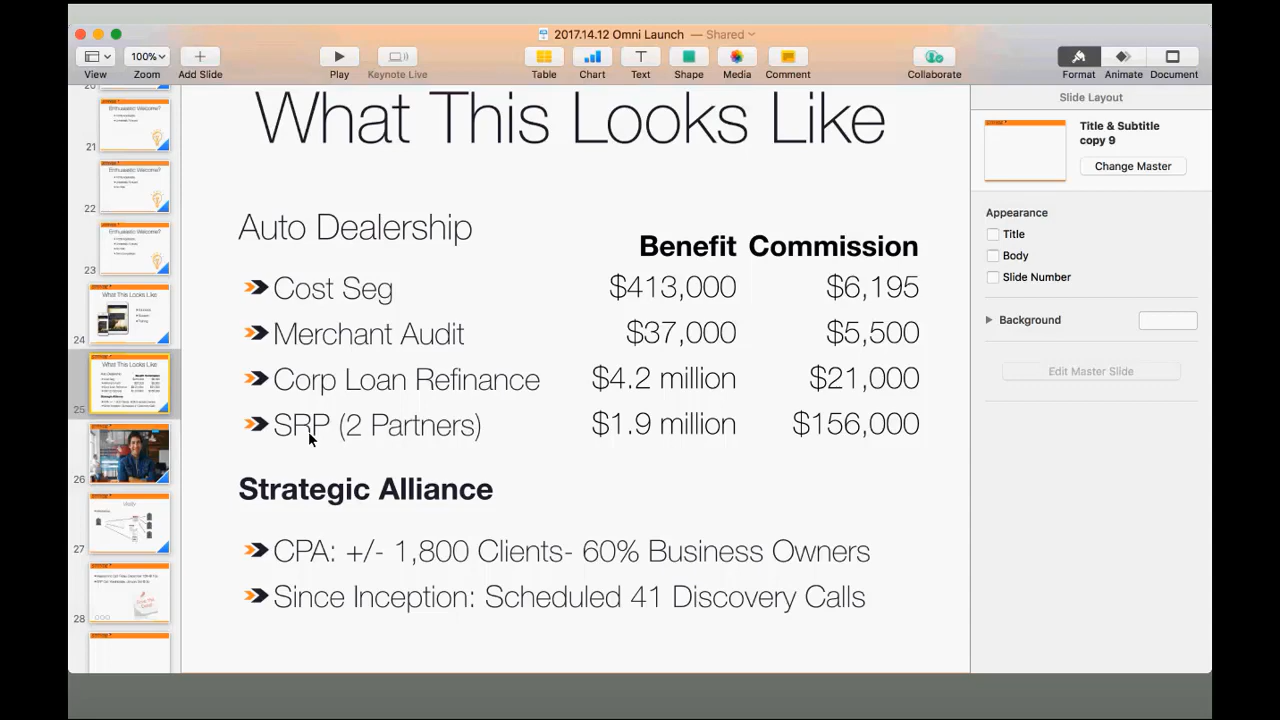 2017.14.12 Omni Launch — Shared
View
100%
Zoom
Add Slide
Play
Keynote Live
Table
Chart
Text
Shape
Media
Comment
Collaborate
Format
Animate
Document
21
22
23
24
25
26
27
28
What This Looks Like
What This Looks Like
What This Looks Like
Auto Dealership
Benefit Commission
Cost Seg $413,000 $6,195
Merchant Audit $37,000 $5,500
Corp Loan Refinance $4.2 million $21,000
SRP (2 Partners) $1.9 million $156,000
Strategic Alliance
CPA: +/- 1,800 Clients- 60% Business Owners
Since Inception: Scheduled 41 Discovery Calls
Slide Layout
Title & Subtitle
copy 9
Change Master
Appearance
Title
Body
Slide Number
Background
Edit Master Slide